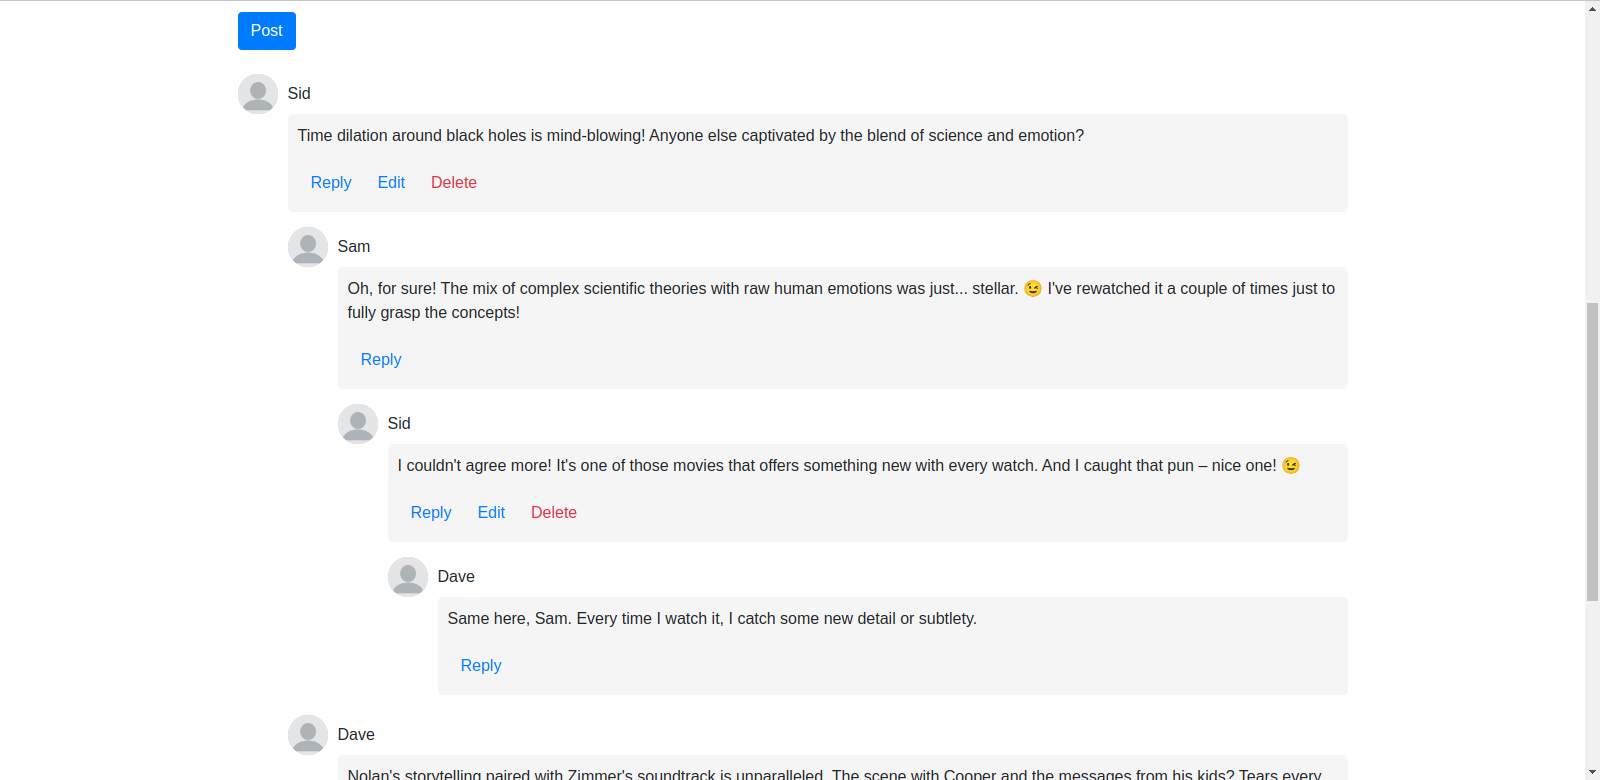 Post
Sid
Time dilation around black holes is mind-blowing! Anyone else captivated by the blend of science and emotion?
Reply Edit Delete
Sam
Oh, for sure! The mix of complex scientific theories with raw human emotions was just... stellar. 😉 I've rewatched it a couple of times just to
fully grasp the concepts!
Reply
Sid
I couldn't agree more! It's one of those movies that offers something new with every watch. And I caught that pun – nice one! 😉
Reply Edit Delete
Dave
Same here, Sam. Every time I watch it, I catch some new detail or subtlety.
Reply
Dave
Nolan's storytelling paired with Zimmer's soundtrack is unparalleled. The scene with Cooper and the messages from his kids? Tears every